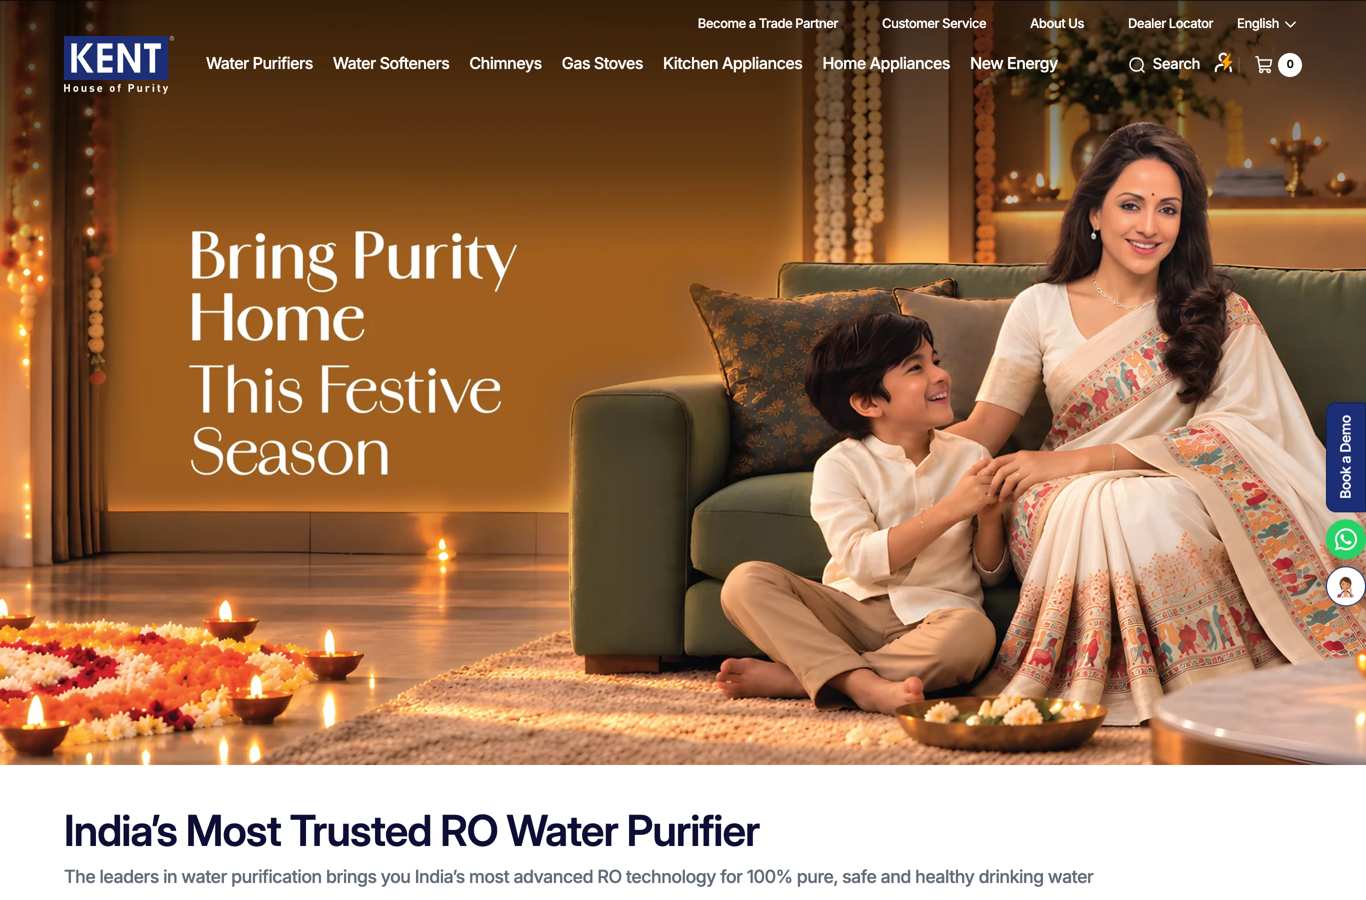 Become a Trade Partner
Customer Service
About Us
Dealer Locator
English
KENT®
House of Purity
Water Purifiers
Water Softeners
Chimneys
Gas Stoves
Kitchen Appliances
Home Appliances
New Energy
Search
0
Bring Purity
Home
This Festive
Season
Book a Demo
India's Most Trusted RO Water Purifier
The leaders in water purification brings you India's most advanced RO technology for 100% pure, safe and healthy drinking water